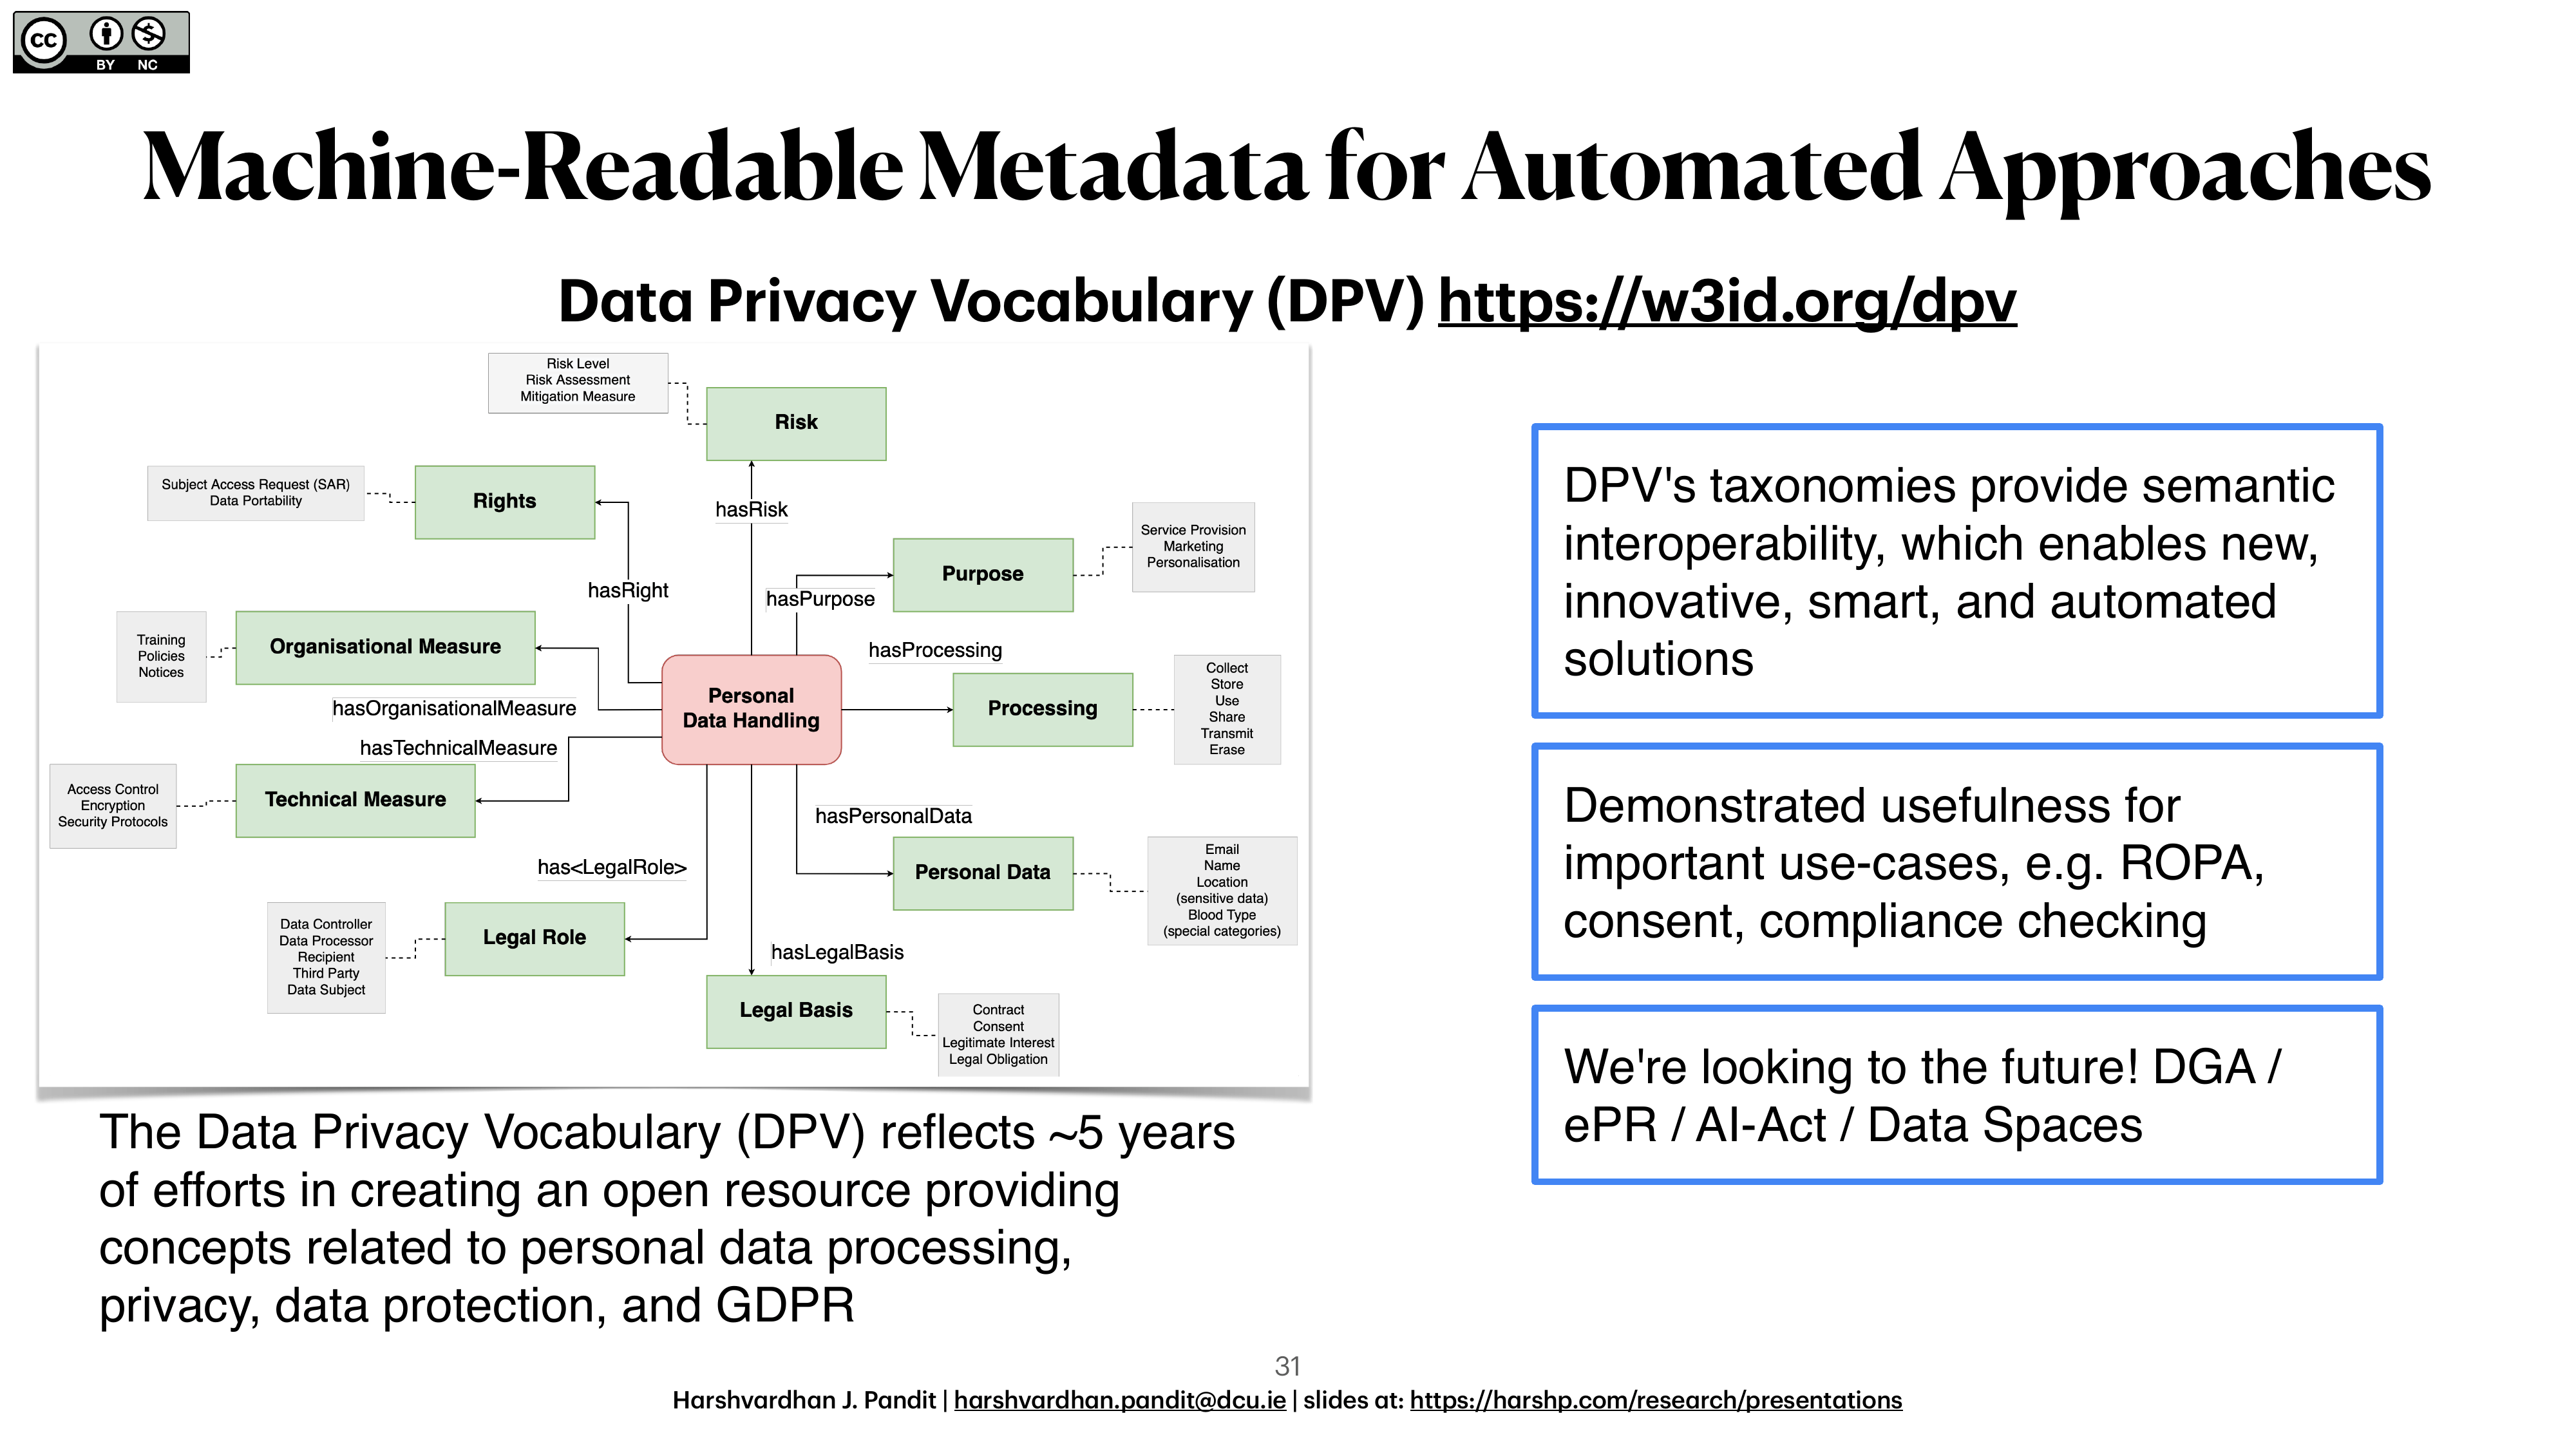 cc
BY NC
Machine-Readable Metadata for Automated Approaches
Data Privacy Vocabulary (DPV) https://w3id.org/dpv
Risk Level
Risk Assessment
Mitigation Measure
Risk
Subject Access Request (SAR)
Data Portability
Rights
hasRisk
hasRight
Service Provision
Marketing
Personalisation
Purpose
hasPurpose
Training
Policies
Notices
Organisational Measure
hasOrganisationalMeasure
hasProcessing
Personal
Data Handling
Processing
Collect
Store
Use
Share
Transmit
Erase
hasTechnicalMeasure
Access Control
Encryption
Security Protocols
Technical Measure
hasPersonalData
Personal Data
Email
Name
Location
(sensitive data)
Blood Type
(special categories)
has<LegalRole>
Data Controller
Data Processor
Recipient
Third Party
Data Subject
Legal Role
hasLegalBasis
Legal Basis
Contract
Consent
Legitimate Interest
Legal Obligation
The Data Privacy Vocabulary (DPV) reflects ~5 years
of efforts in creating an open resource providing
concepts related to personal data processing,
privacy, data protection, and GDPR
DPV's taxonomies provide semantic
interoperability, which enables new,
innovative, smart, and automated
solutions
Demonstrated usefulness for
important use-cases, e.g. ROPA,
consent, compliance checking
We're looking to the future! DGA /
ePR / AI-Act / Data Spaces
31
Harshvardhan J. Pandit | harshvardhan.pandit@dcu.ie | slides at: https://harshp.com/research/presentations